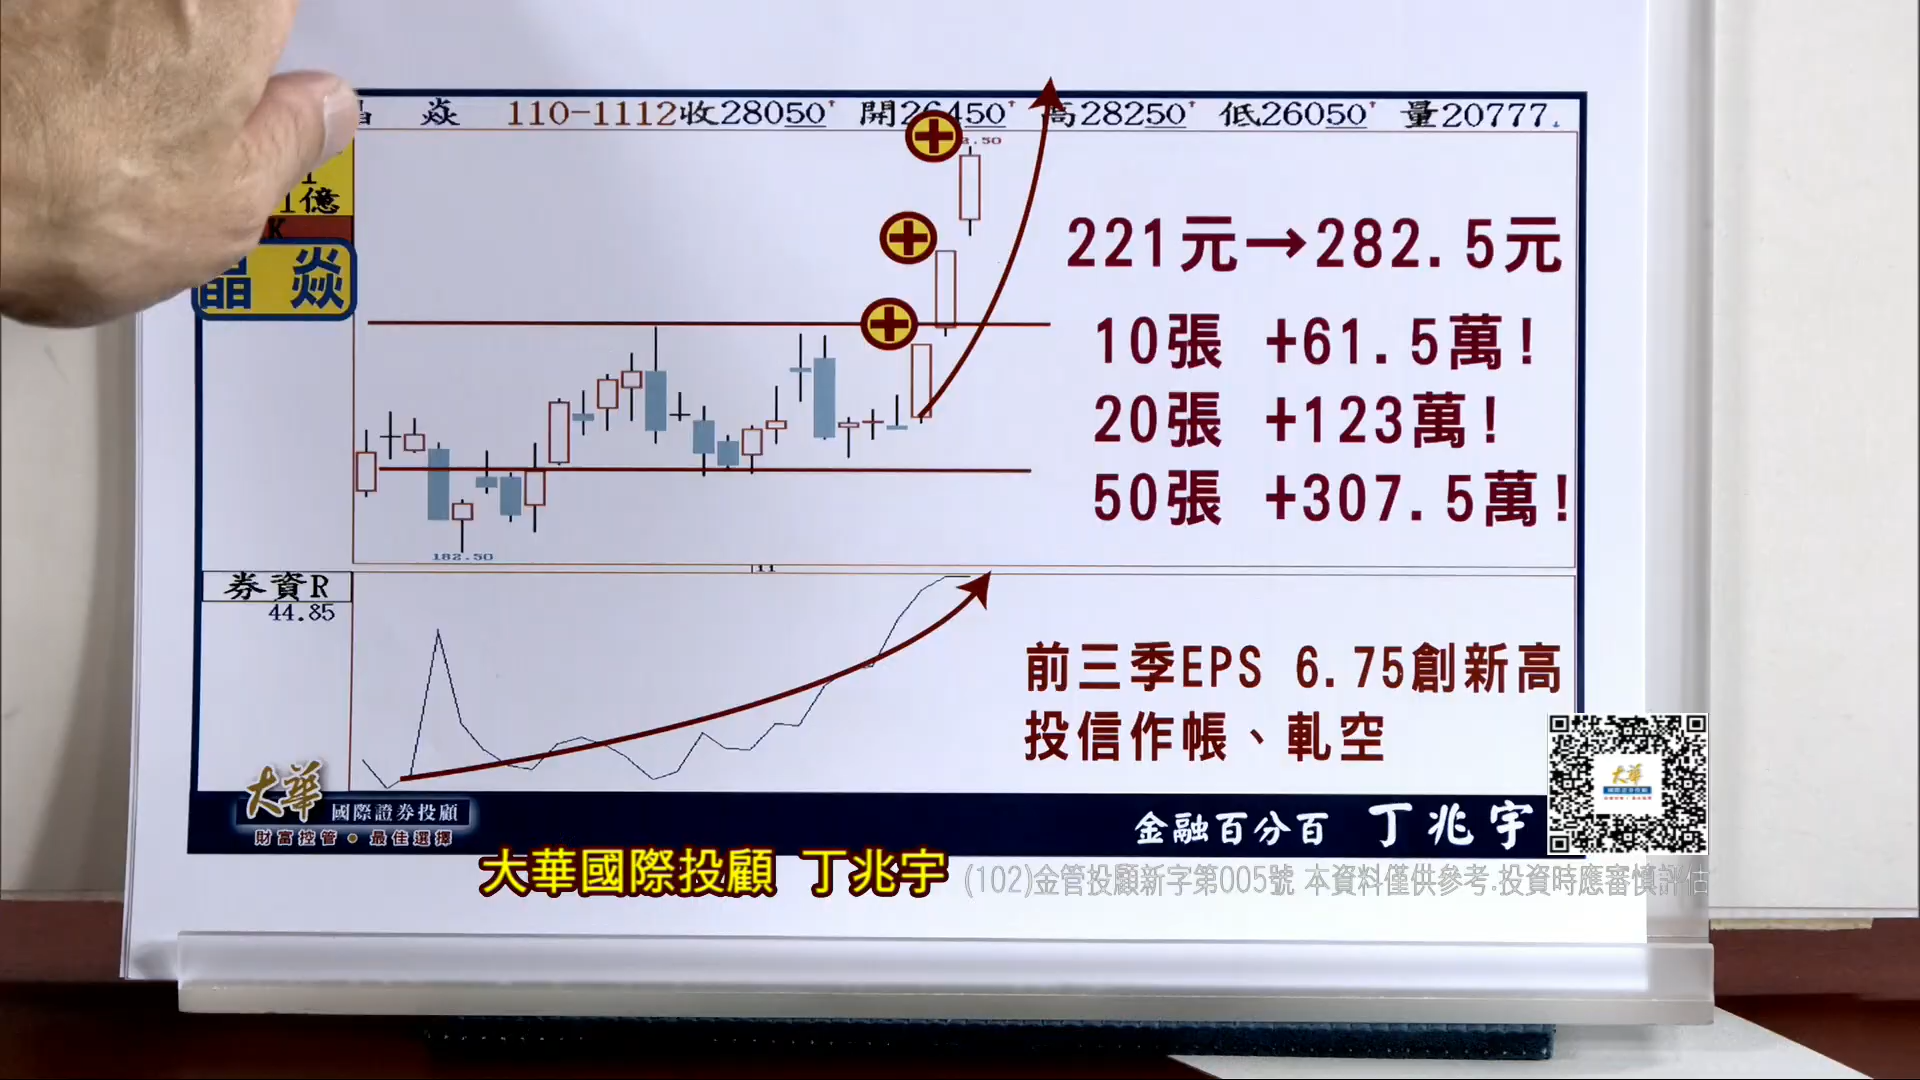 焱 110-1112收28050 開26450 高28250 低26050 量20777
1億
K
晶 焱
.50
221元→282.5元
10張 +61.5萬!
20張 +123萬!
50張 +307.5萬!
182.50
11
券資R
44.85
前三季EPS 6.75創新高
投信作帳、軋空
大華
國際證券投顧
財富控管 最佳選擇
金融百分百 丁兆宇
大華
大華國際投顧 丁兆宇
(102)金管投顧新字第005號 本資料僅供參考.投資時應審慎評估